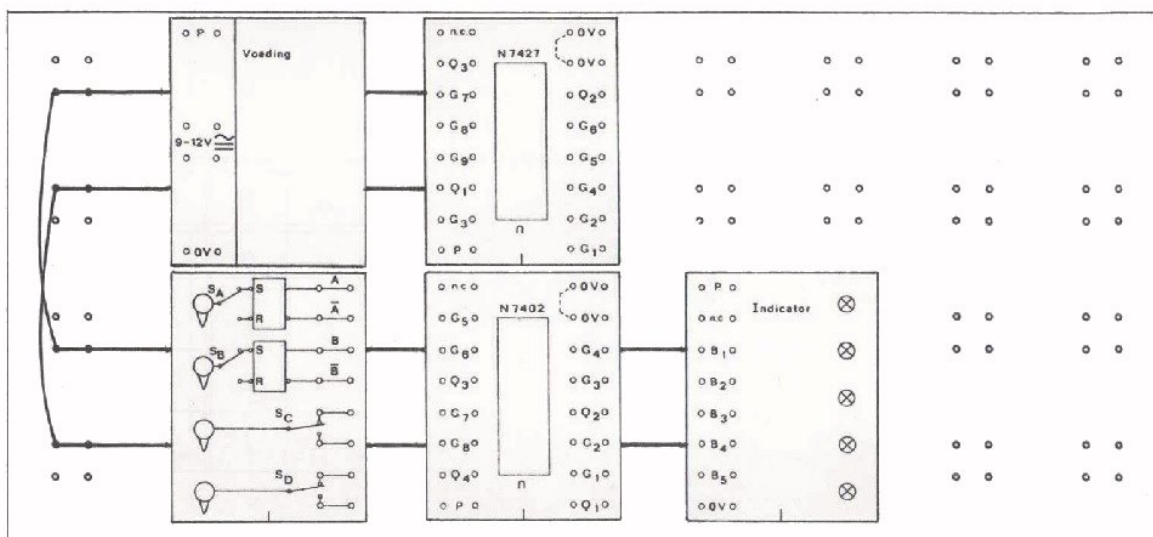 P
Voeding
9-12V
0V
n.c.
Q3
G7
G8
G9
Q1
G3
P
N7427
n
0V
0V
Q2
G6
G5
G4
G2
G1
SA
S
R
A
A̅
SB
S
R
B
B̅
SC
SD
n.c.
G5
G6
Q3
G7
G8
Q4
P
N7402
n
0V
0V
G4
G3
Q2
G2
G1
Q1
P
n.c
B1
B2
B3
B4
B5
0V
Indicator